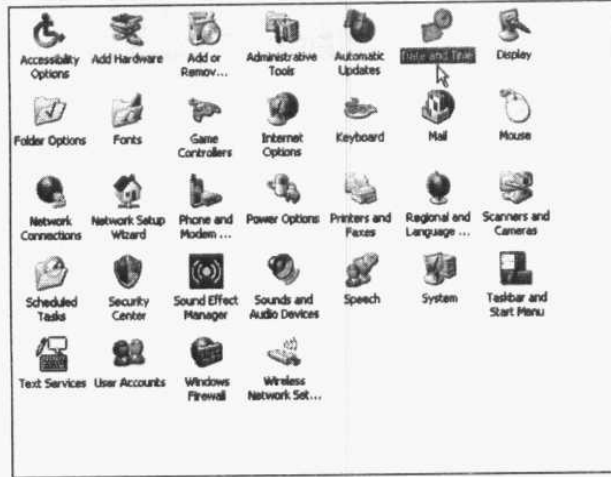 Accessibility Options
Add Hardware
Add or Remov...
Administrative Tools
Automatic Updates
Date and Time
Display
Folder Options
Fonts
Game Controllers
Internet Options
Keyboard
Mail
Mouse
Network Connections
Network Setup Wizard
Phone and Modem ...
Power Options
Printers and Faxes
Regional and Language ...
Scanners and Cameras
Scheduled Tasks
Security Center
Sound Effect Manager
Sounds and Audio Devices
Speech
System
Taskbar and Start Menu
Text Services
User Accounts
Windows Firewall
Wireless Network Set...